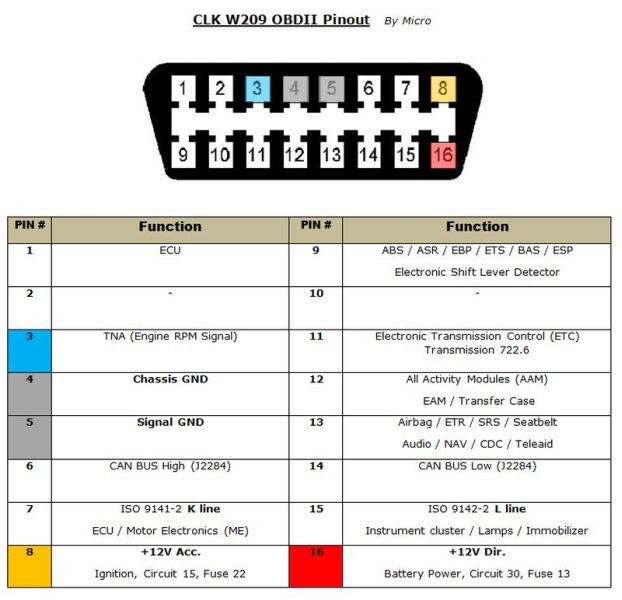 CLK W209 OBDII Pinout By Micro
1 2 3 4 5 6 7 8
9 10 11 12 13 14 15 16
PIN # Function PIN # Function
1 ECU 9 ABS / ASR / EBP / ETS / BAS / ESP
Electronic Shift Lever Detector
2 - 10 -
3 TNA (Engine RPM Signal) 11 Electronic Transmission Control (ETC)
Transmission 722.6
4 Chassis GND 12 All Activity Modules (AAM)
EAM / Transfer Case
5 Signal GND 13 Airbag / ETR / SRS / Seatbelt
Audio / NAV / CDC / Teleaid
6 CAN BUS High (J2284) 14 CAN BUS Low (J2284)
7 ISO 9141-2 K line 15 ISO 9142-2 L line
ECU / Motor Electronics (ME) Instrument cluster / Lamps / Immobilizer
8 +12V Acc. 16 +12V Dir.
Ignition, Circuit 15, Fuse 22 Battery Power, Circuit 30, Fuse 13